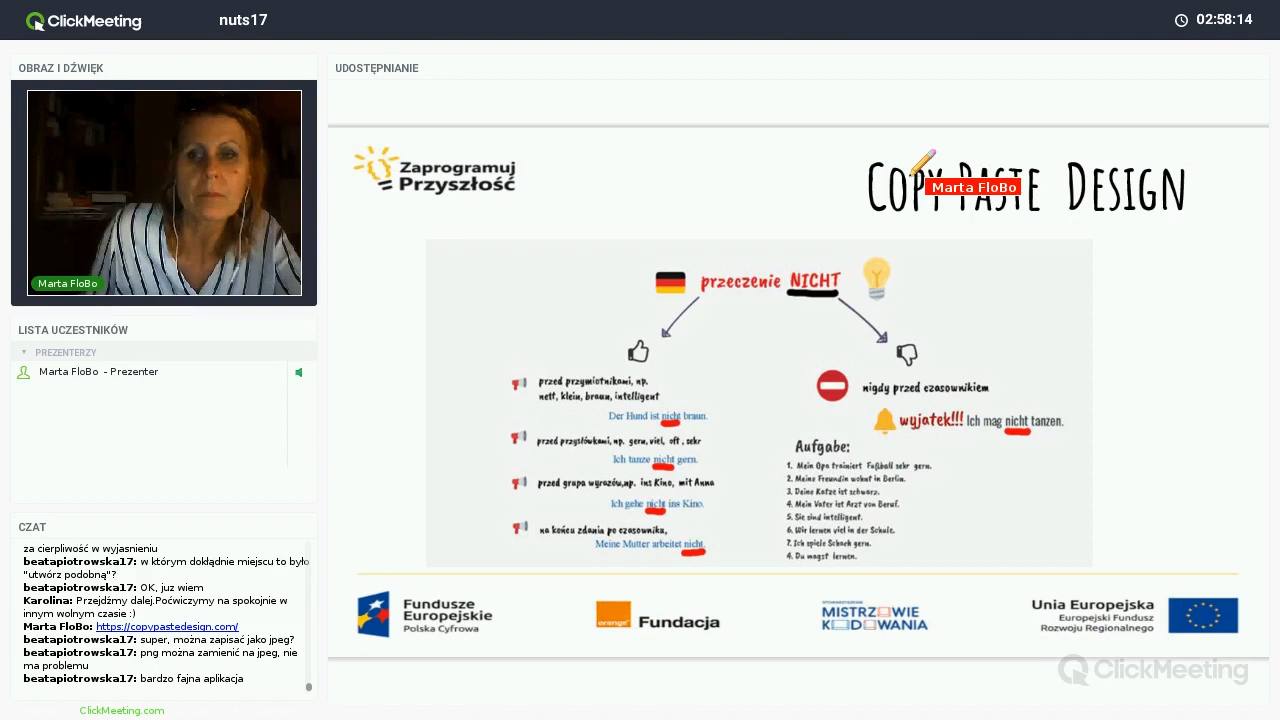 ClickMeeting
nuts17
02:58:14
OBRAZ I DŹWIĘK
Marta FloBo
LISTA UCZESTNIKÓW
PREZENTERZY
Marta FloBo - Prezenter
CZAT
za cierpliwość w wyjasnieniu
beatapiotrowska17: w którym dokłądnie miejscu to było
"utwórz podobną"?
beatapiotrowska17: OK, juz wiem
Karolina: Przejdżmy dalej.Poćwiczymy na spokojnie w
innym wolnym czasie :)
Marta FloBo: https://copypastedesign.com/
beatapiotrowska17: super, można zapisać jako jpeg?
beatapiotrowska17: png można zamienić na jpeg, nie
ma problemu
beatapiotrowska17: bardzo fajna aplikacja
ClickMeeting.com
UDOSTĘPNIANIE
Zaprogramuj
Przyszłość
COPY PASTE DESIGN
Marta FloBo
przeczenie NICHT
przed przymiotnikami, np.
nett, klein, braun, intelligent
Der Hund ist nicht braun.
przed przysłówkami, np. gern, viel, oft , sehr
Ich tanze nicht gern.
przed grupa wyrazów,np. ins Kino, mit Anna
Ich gehe nicht ins Kino.
na końcu zdania po czasowniku,
Meine Mutter arbeitet nicht.
nigdy przed czasownikiem
wyjatek!!! Ich mag nicht tanzen.
Aufgabe:
1. Mein Opa trainiert Fußball sehr gern.
2. Meine Freundin wohnt in Berlin.
3. Deine Katze ist schwarz.
4. Mein Vater ist Arzt von Beruf.
5. Sie sind intelligent.
6. Wir lernen viel in der Schule.
7. Ich spiele Schach gern.
8. Du magst lernen.
Fundusze
Europejskie
Polska Cyfrowa
orange
Fundacja
STOWARZYSZENIE
MISTRZOWIE
KODOWANIA
Unia Europejska
Europejski Fundusz
Rozwoju Regionalnego
ClickMeeting